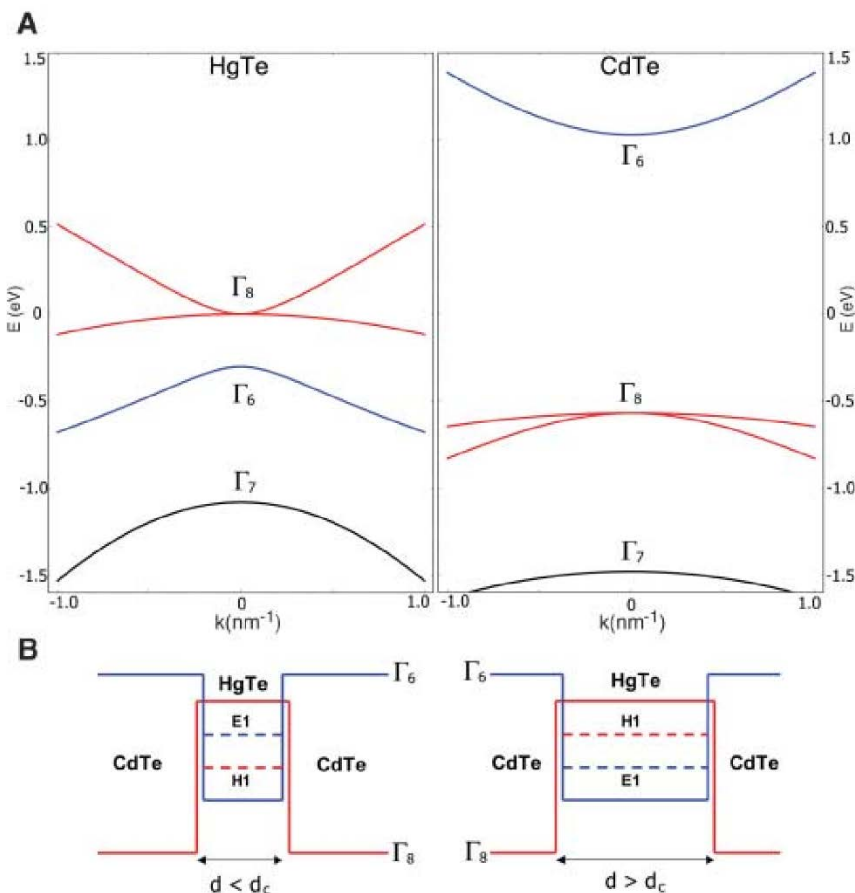 A
HgTe
CdTe
1.5
1.0
0.5
0
-0.5
-1.0
-1.5
E (eV)
Γ8
Γ6
Γ7
-1.0
0
1.0
k(nm⁻¹)
Γ6
Γ8
Γ7
1.5
1.0
0.5
0
-0.5
-1.0
-1.5
E (eV)
-1.0
0
1.0
k(nm⁻¹)
B
HgTe
Γ6
E1
CdTe
CdTe
H1
Γ8
d < dc
Γ6
HgTe
H1
CdTe
CdTe
E1
Γ8
d > dc